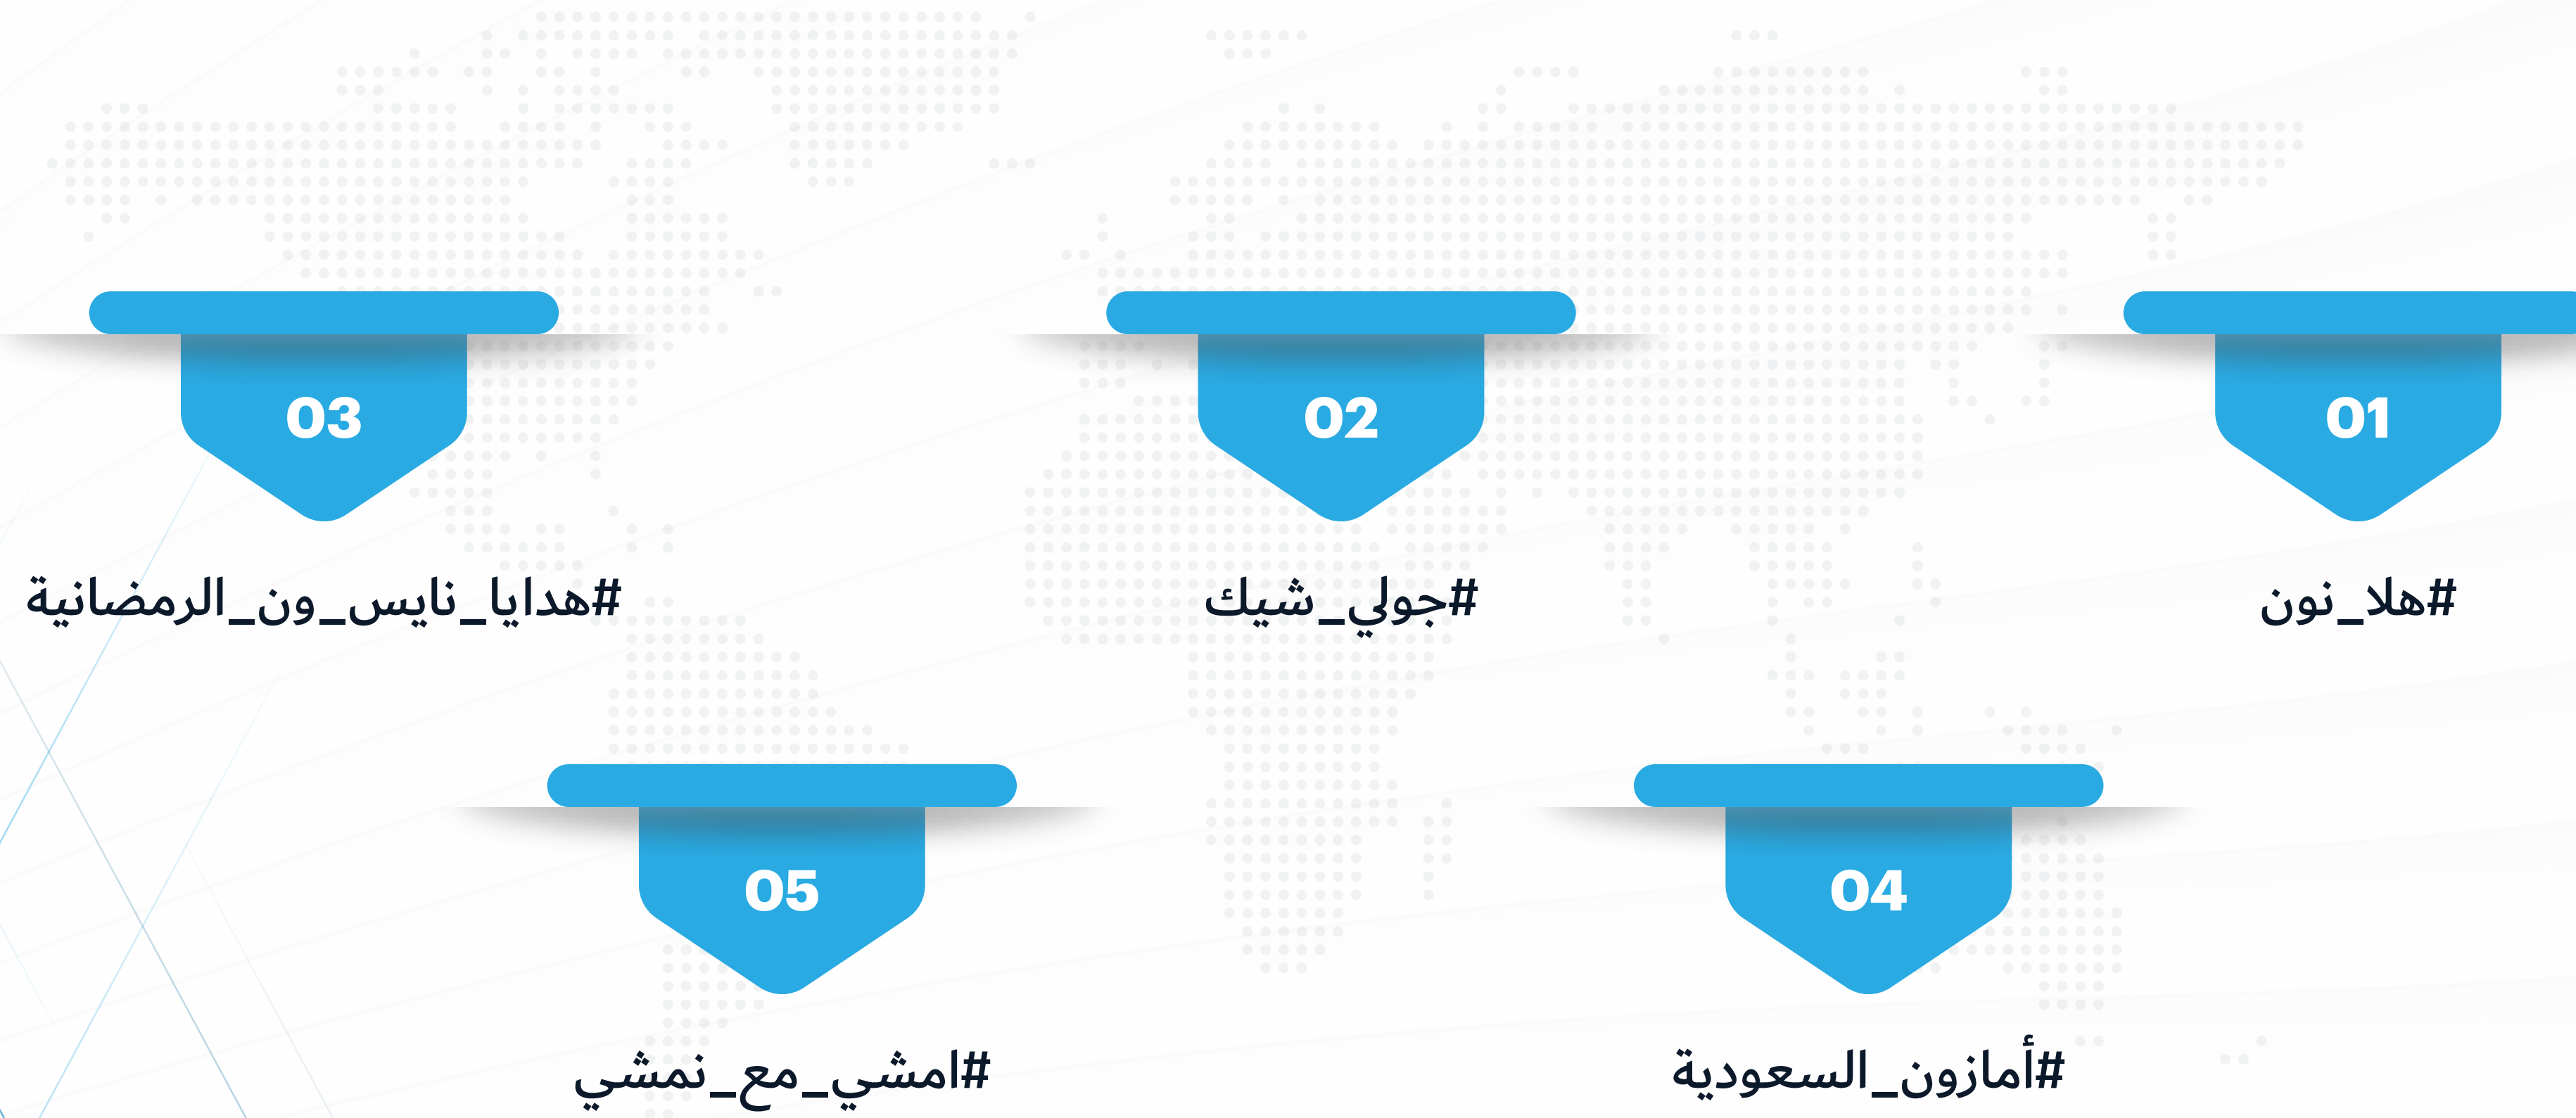 01
#هلا_نون
02
#جولي_شيك
03
#هدايا_نايس_ون_الرمضانية
04
#أمازون_السعودية
05
#امشي_مع_نمشي